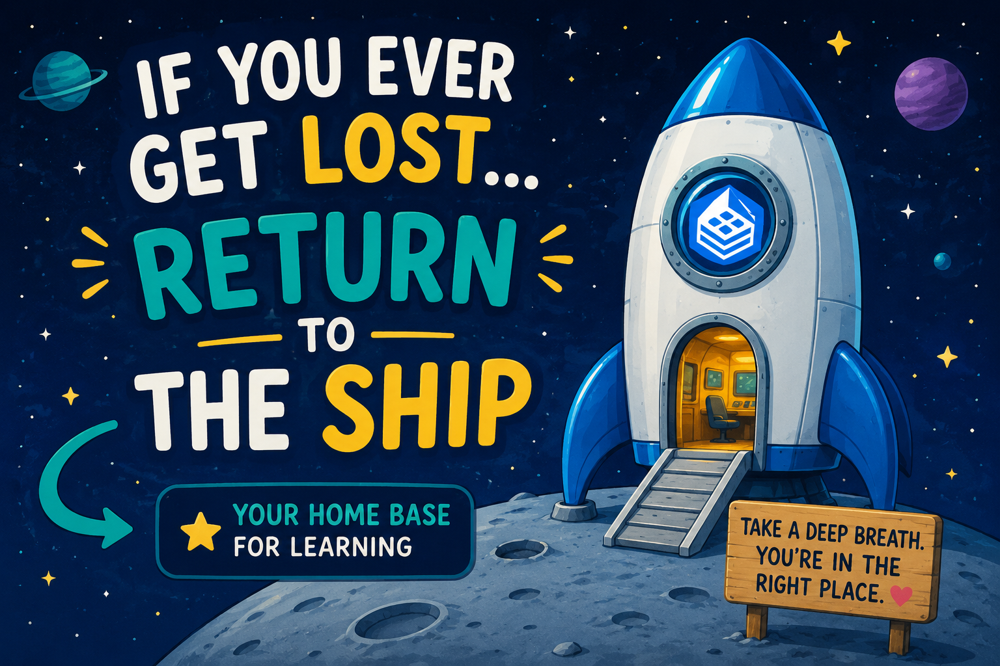 IF YOU EVER
GET LOST...
RETURN
TO
THE SHIP
YOUR HOME BASE
FOR LEARNING
TAKE A DEEP BREATH.
YOU'RE IN THE
RIGHT PLACE.